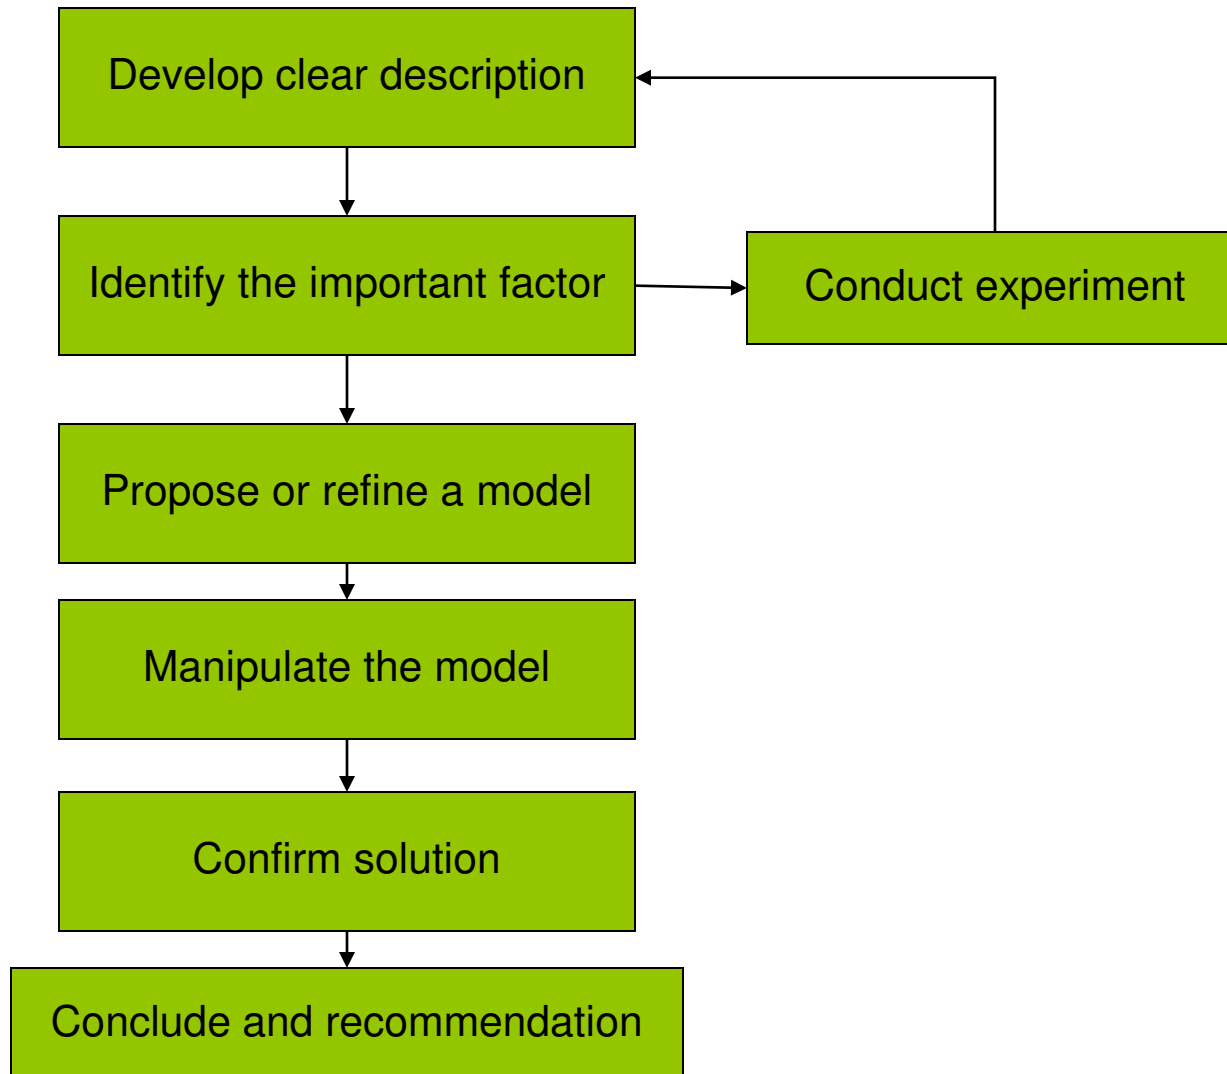 Develop clear description
Identify the important factor
Conduct experiment
Propose or refine a model
Manipulate the model
Confirm solution
Conclude and recommendation